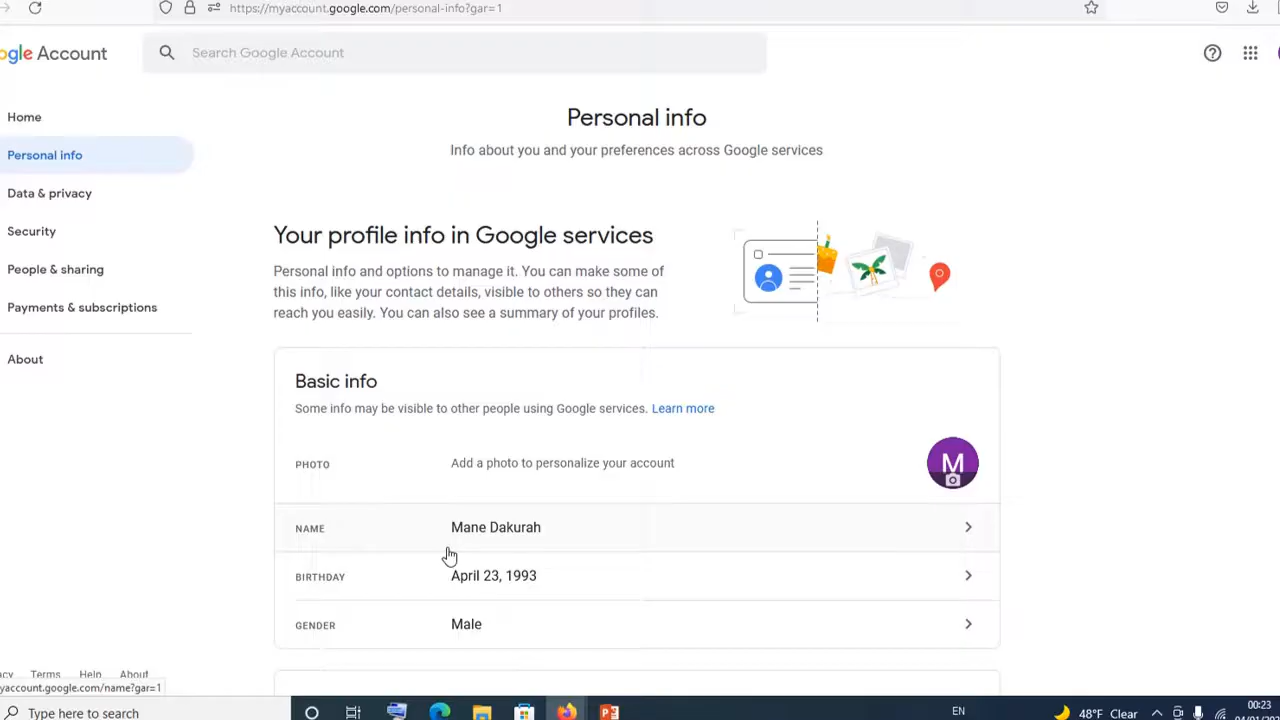 https://myaccount.google.com/personal-info?gar=1
ogle Account
Search Google Account
Home
Personal info
Data & privacy
Security
People & sharing
Payments & subscriptions
About
Personal info
Info about you and your preferences across Google services
Your profile info in Google services
Personal info and options to manage it. You can make some of
this info, like your contact details, visible to others so they can
reach you easily. You can also see a summary of your profiles.
Basic info
Some info may be visible to other people using Google services. Learn more
PHOTO Add a photo to personalize your account
M
NAME Mane Dakurah
BIRTHDAY April 23, 1993
GENDER Male
acy Terms Help About
yaccount.google.com/name?gar=1
Type here to search
EN
48°F Clear
00:23